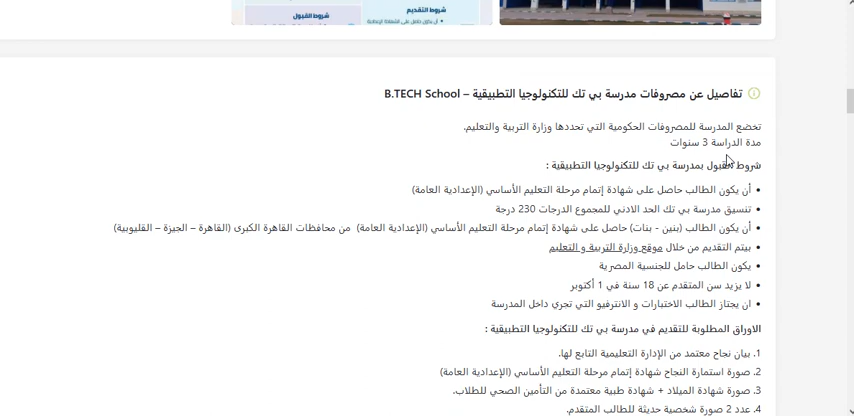 شروط التقديم
شروط القبول
تفاصيل عن مصروفات مدرسة بي تك للتكنولوجيا التطبيقية – B.TECH School
تخضع المدرسة للمصروفات الحكومية التي تحددها وزارة التربية والتعليم.
مدة الدراسة 3 سنوات
شروط القبول بمدرسة بي تك للتكنولوجيا التطبيقية :
• أن يكون الطالب حاصل على شهادة إتمام مرحلة التعليم الأساسي (الإعدادية العامة)
• تنسيق مدرسة بي تك الحد الادني للمجموع الدرجات 230 درجة
• أن يكون الطالب (بنين - بنات) حاصل على شهادة إتمام مرحلة التعليم الأساسي (الإعدادية العامة) من محافظات القاهرة الكبرى (القاهرة – الجيزة – القليوبية)
• بيتم التقديم من خلال موقع وزارة التربية و التعليم
• يكون الطالب حامل للجنسية المصرية
• لا يزيد سن المتقدم عن 18 سنة في 1 أكتوبر
• ان يجتاز الطالب الاختبارات و الانترفيو التي تجري داخل المدرسة
الاوراق المطلوبة للتقديم في مدرسة بي تك للتكنولوجيا التطبيقية :
1. بيان نجاح معتمد من الإدارة التعليمية التابع لها.
2. صورة استمارة النجاح شهادة إتمام مرحلة التعليم الأساسي (الإعدادية العامة)
3. صورة شهادة الميلاد + شهادة طبية معتمدة من التأمين الصحي للطلاب.
4. عدد 2 صورة شخصية حديثة للطالب المتقدم.